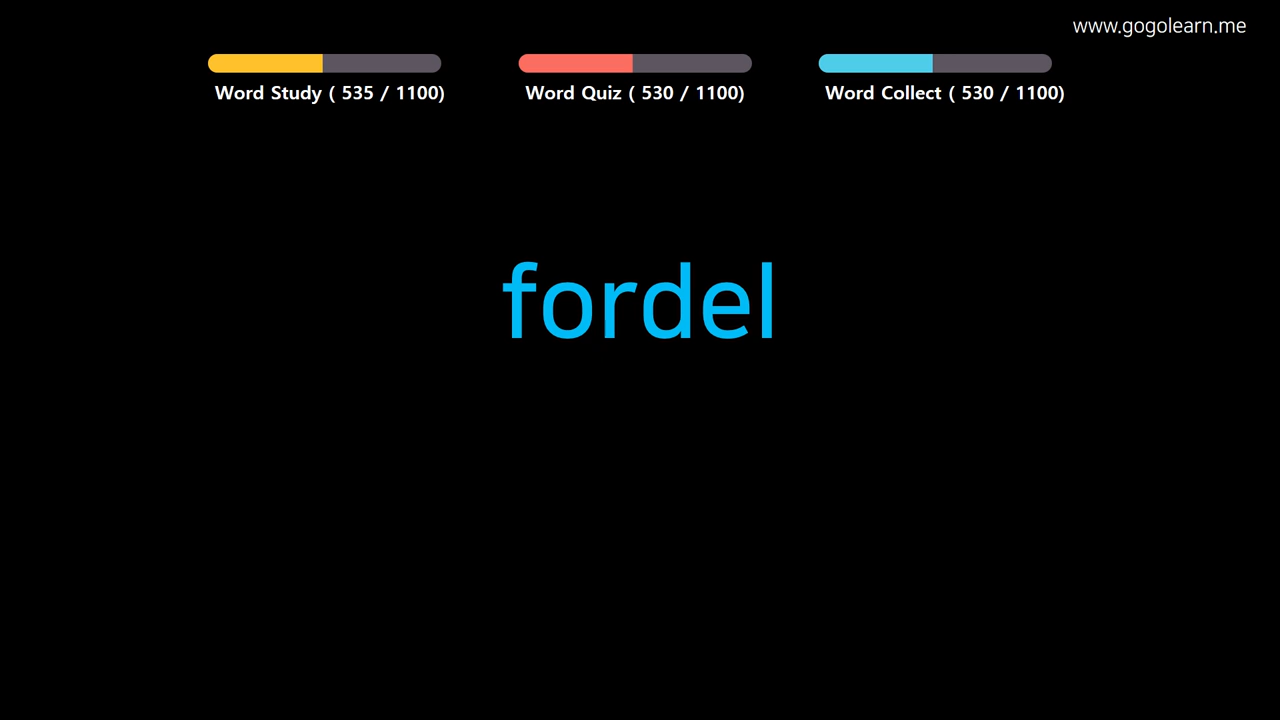 www.gogolearn.me
Word Study ( 535 / 1100)
Word Quiz ( 530 / 1100)
Word Collect ( 530 / 1100)
fordel